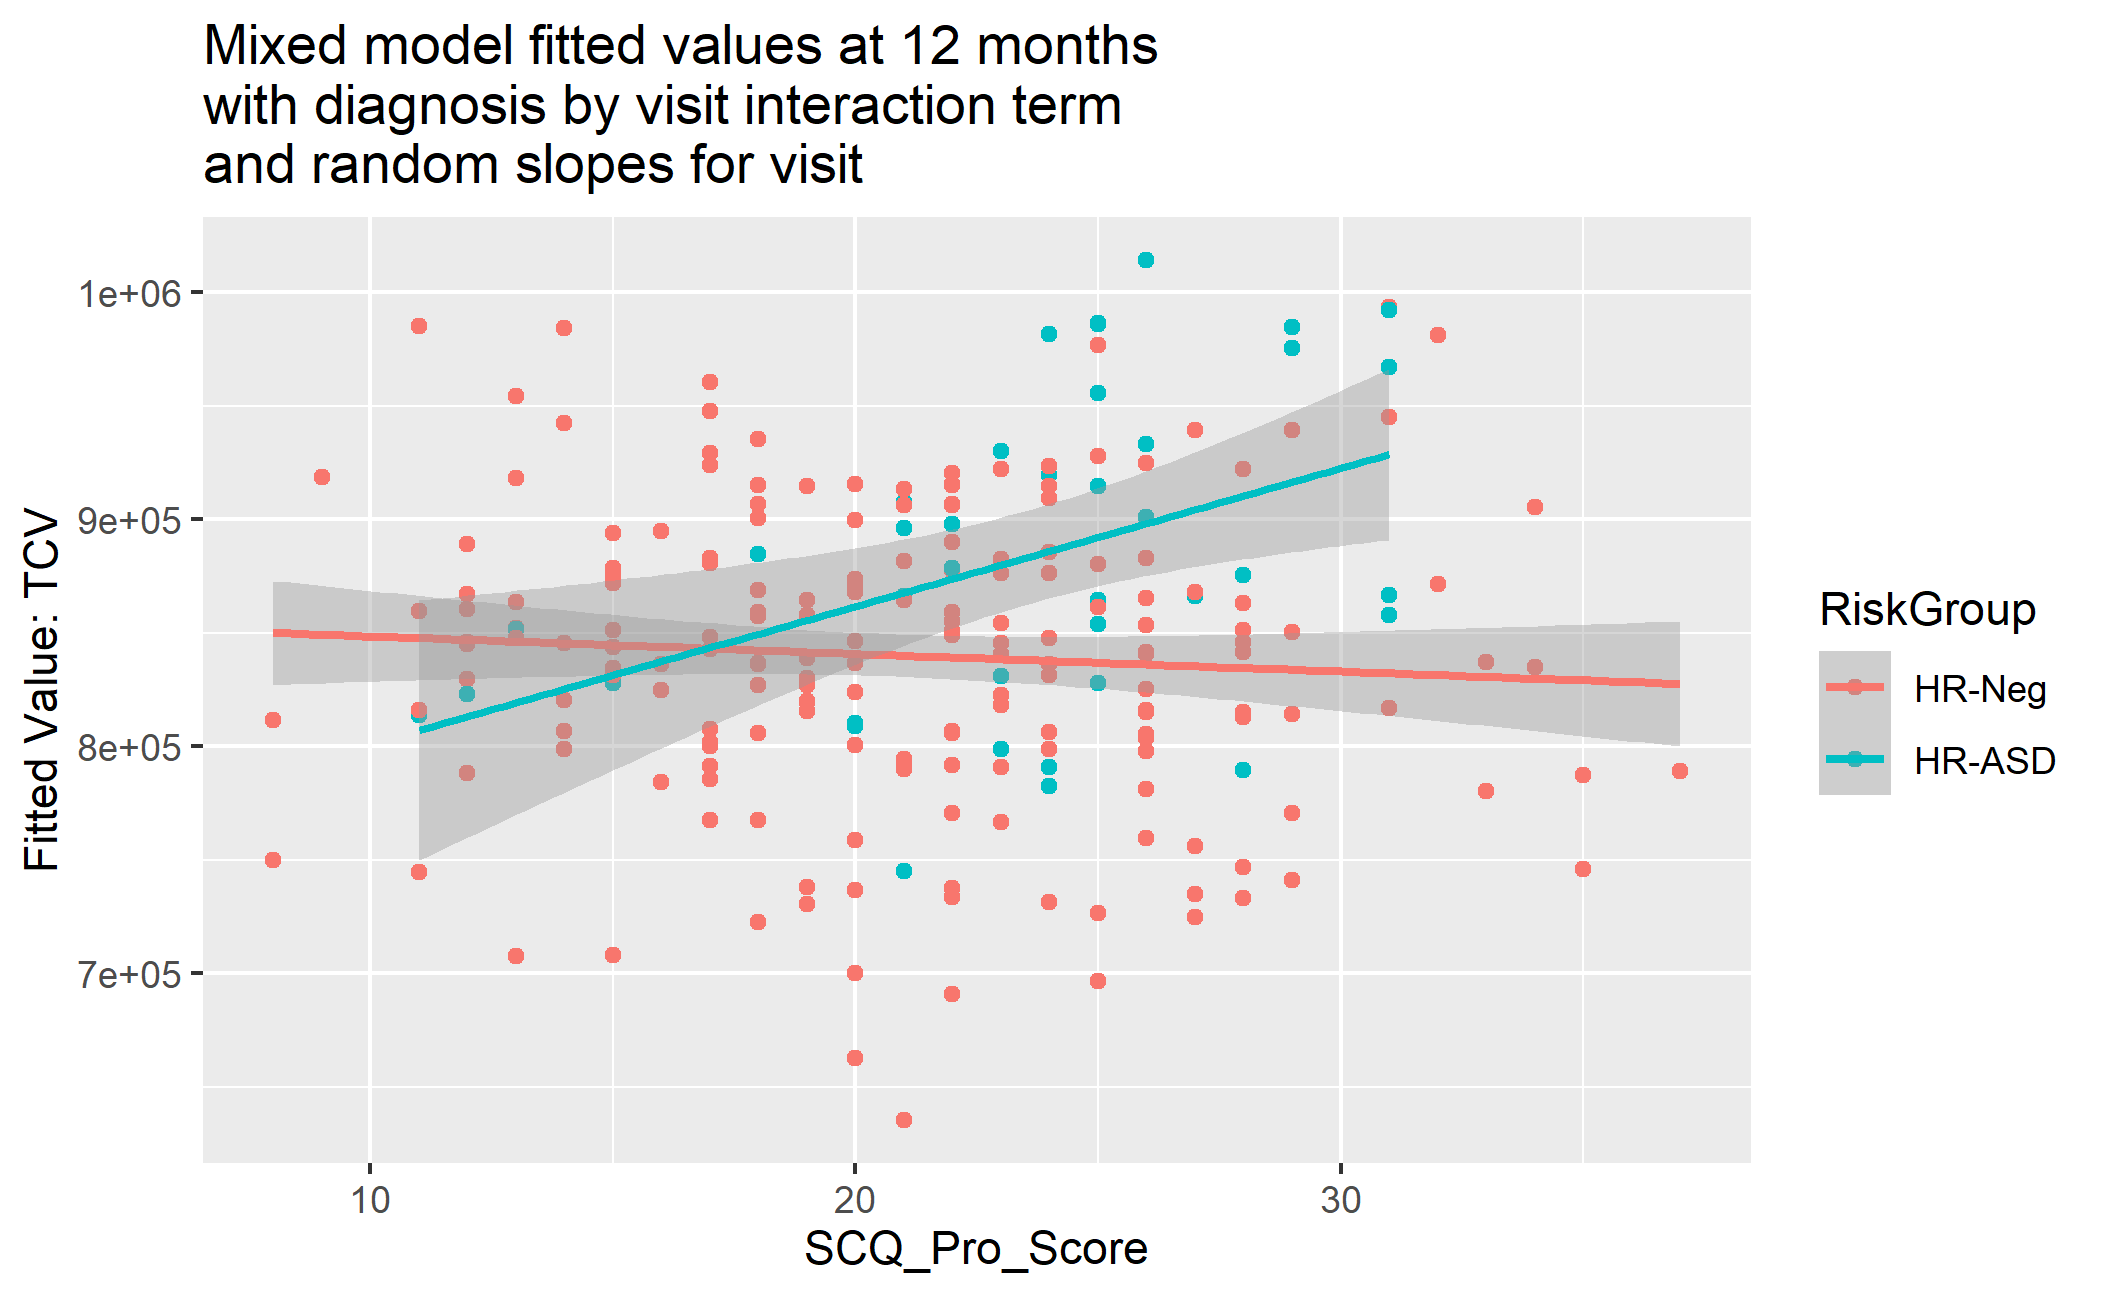 Mixed model fitted values at 12 months
with diagnosis by visit interaction term
and random slopes for visit
Fitted Value: TCV
1e+06
9e+05
8e+05
7e+05
10
20
30
SCQ_Pro_Score
RiskGroup
HR-Neg
HR-ASD